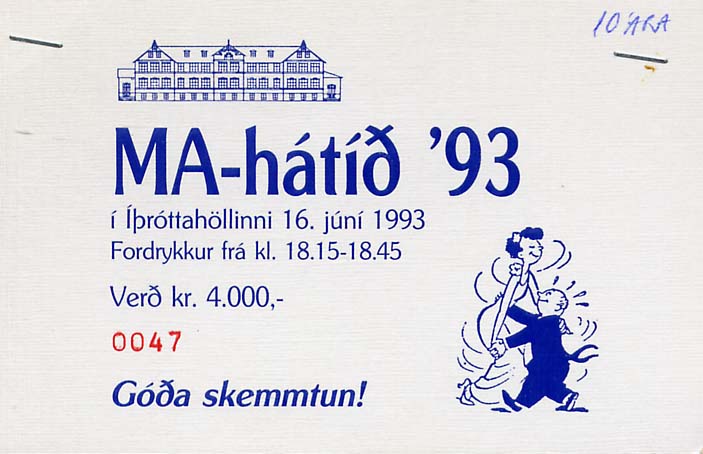 10 ÁRA
MA-hátíð '93
í Íþróttahöllinni 16. júní 1993
Fordrykkur frá kl. 18.15-18.45
Verð kr. 4.000,-
0047
Góða skemmtun!